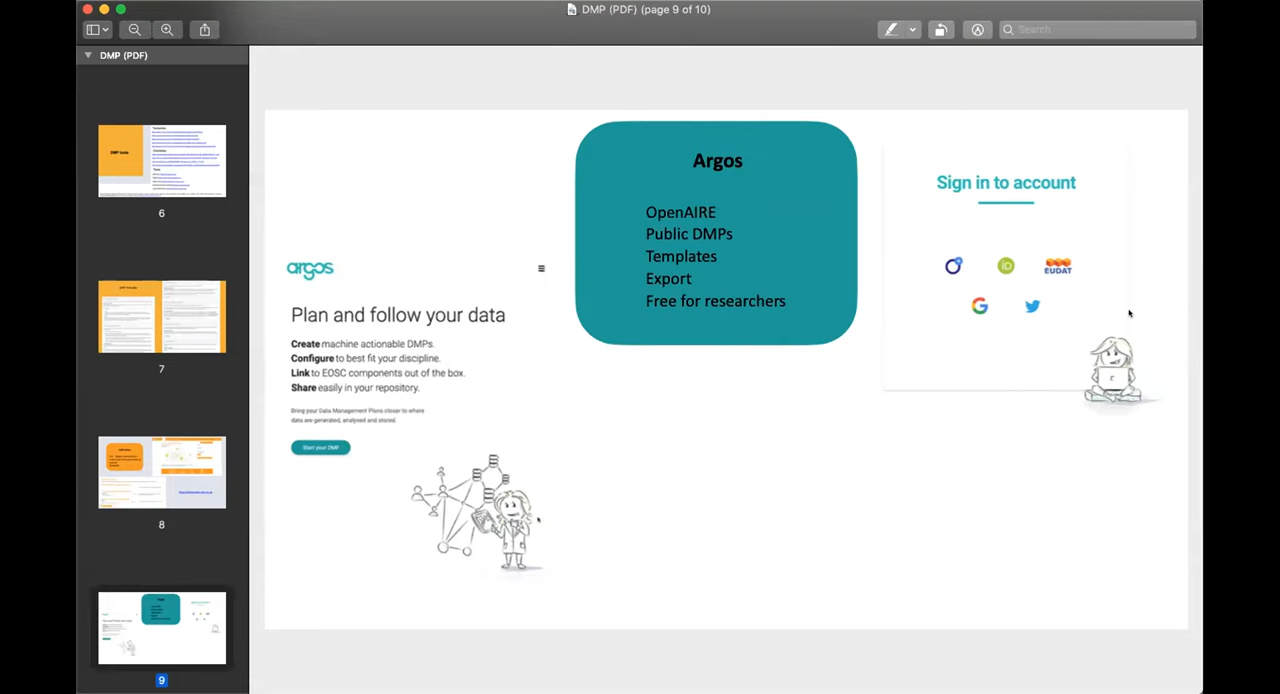 DMP (PDF) (page 9 of 10)
Search
DMP (PDF)
DMP tools
6
7
8
9
argos
Plan and follow your data
Create machine actionable DMPs.
Configure to best fit your discipline.
Link to EOSC components out of the box.
Share easily in your repository.
Bring your Data Management Plans closer to where
data are generated, analysed and stored.
Start your DMP
Argos
OpenAIRE
Public DMPs
Templates
Export
Free for researchers
Sign in to account
iD
EUDAT